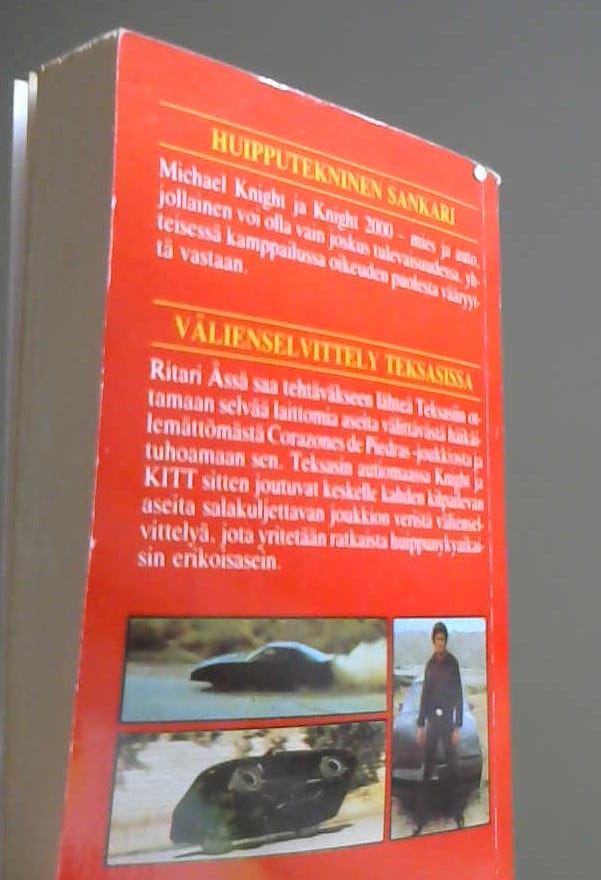 HUIPPUTEKNINEN SANKARI
Michael Knight ja Knight 2000 – mies ja auto,
jollainen voi olla vain joskus tulevaisuudessa, yh-
teisessä kamppailussa oikeuden puolesta vääryyt-
tä vastaan.
VÄLIENSELVITTELY TEKSASISSA
Ritari Ässä saa tehtäväkseen lähteä Teksasiin ot-
tamaan selvää laittomia aseita välittävästä häikäi-
lemättömästä Corazones de Piedras -joukkiosta ja
tuhoamaan sen. Teksasin autiomaassa Knight ja
KITT sitten joutuvat keskelle kahden kilpailevan
aseita salakuljettavan joukkion veristä väliensel-
vittelyä, jota yritetään ratkaista huippunykyaikai-
sin erikoisasein.